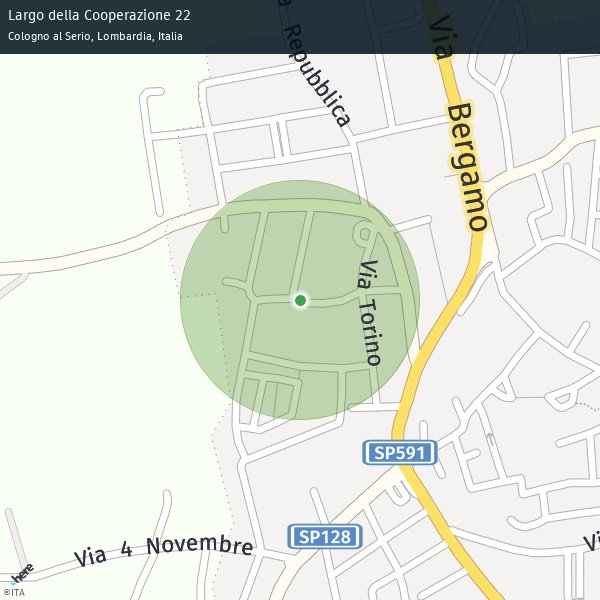 Largo della Cooperazione 22
Cologno al Serio, Lombardia, Italia
Repubblica
Via Bergamo
Via Torino
SP591
SP128
Via 4 Novembre
here
©ITA